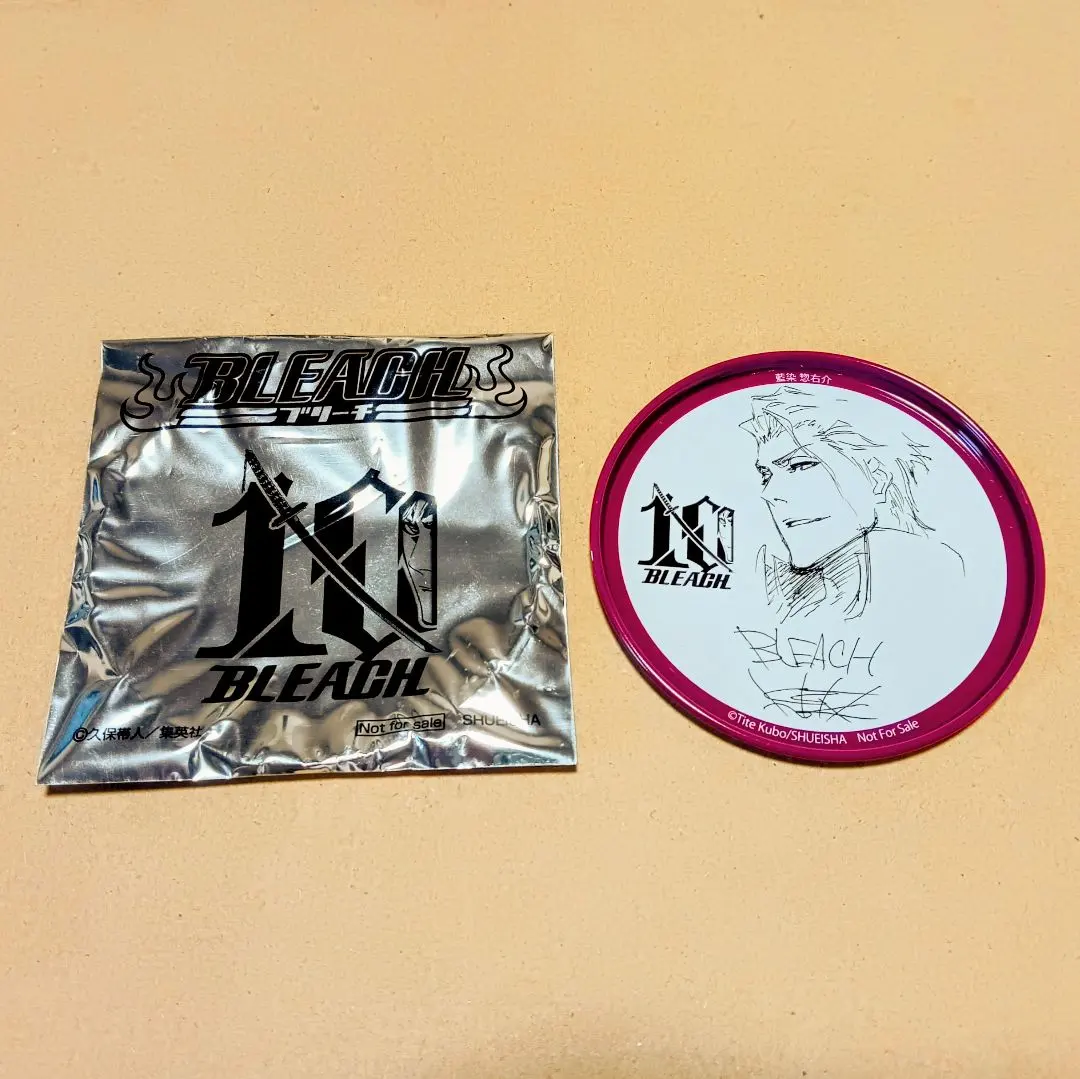 BLEACH
ブリーチ
10
BLEACH
©久保帯人／集英社
Not for sale
SHUEISHA
藍染 惣右介
10
BLEACH
BLEACH
©Tite Kubo/SHUEISHA Not For Sale